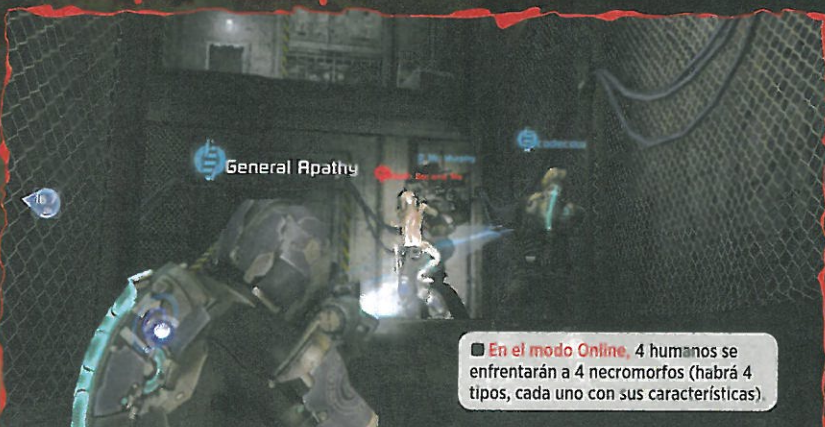 General Apathy
■ En el modo Online, 4 humanos se
enfrentarán a 4 necromorfos (habrá 4
tipos, cada uno con sus características).